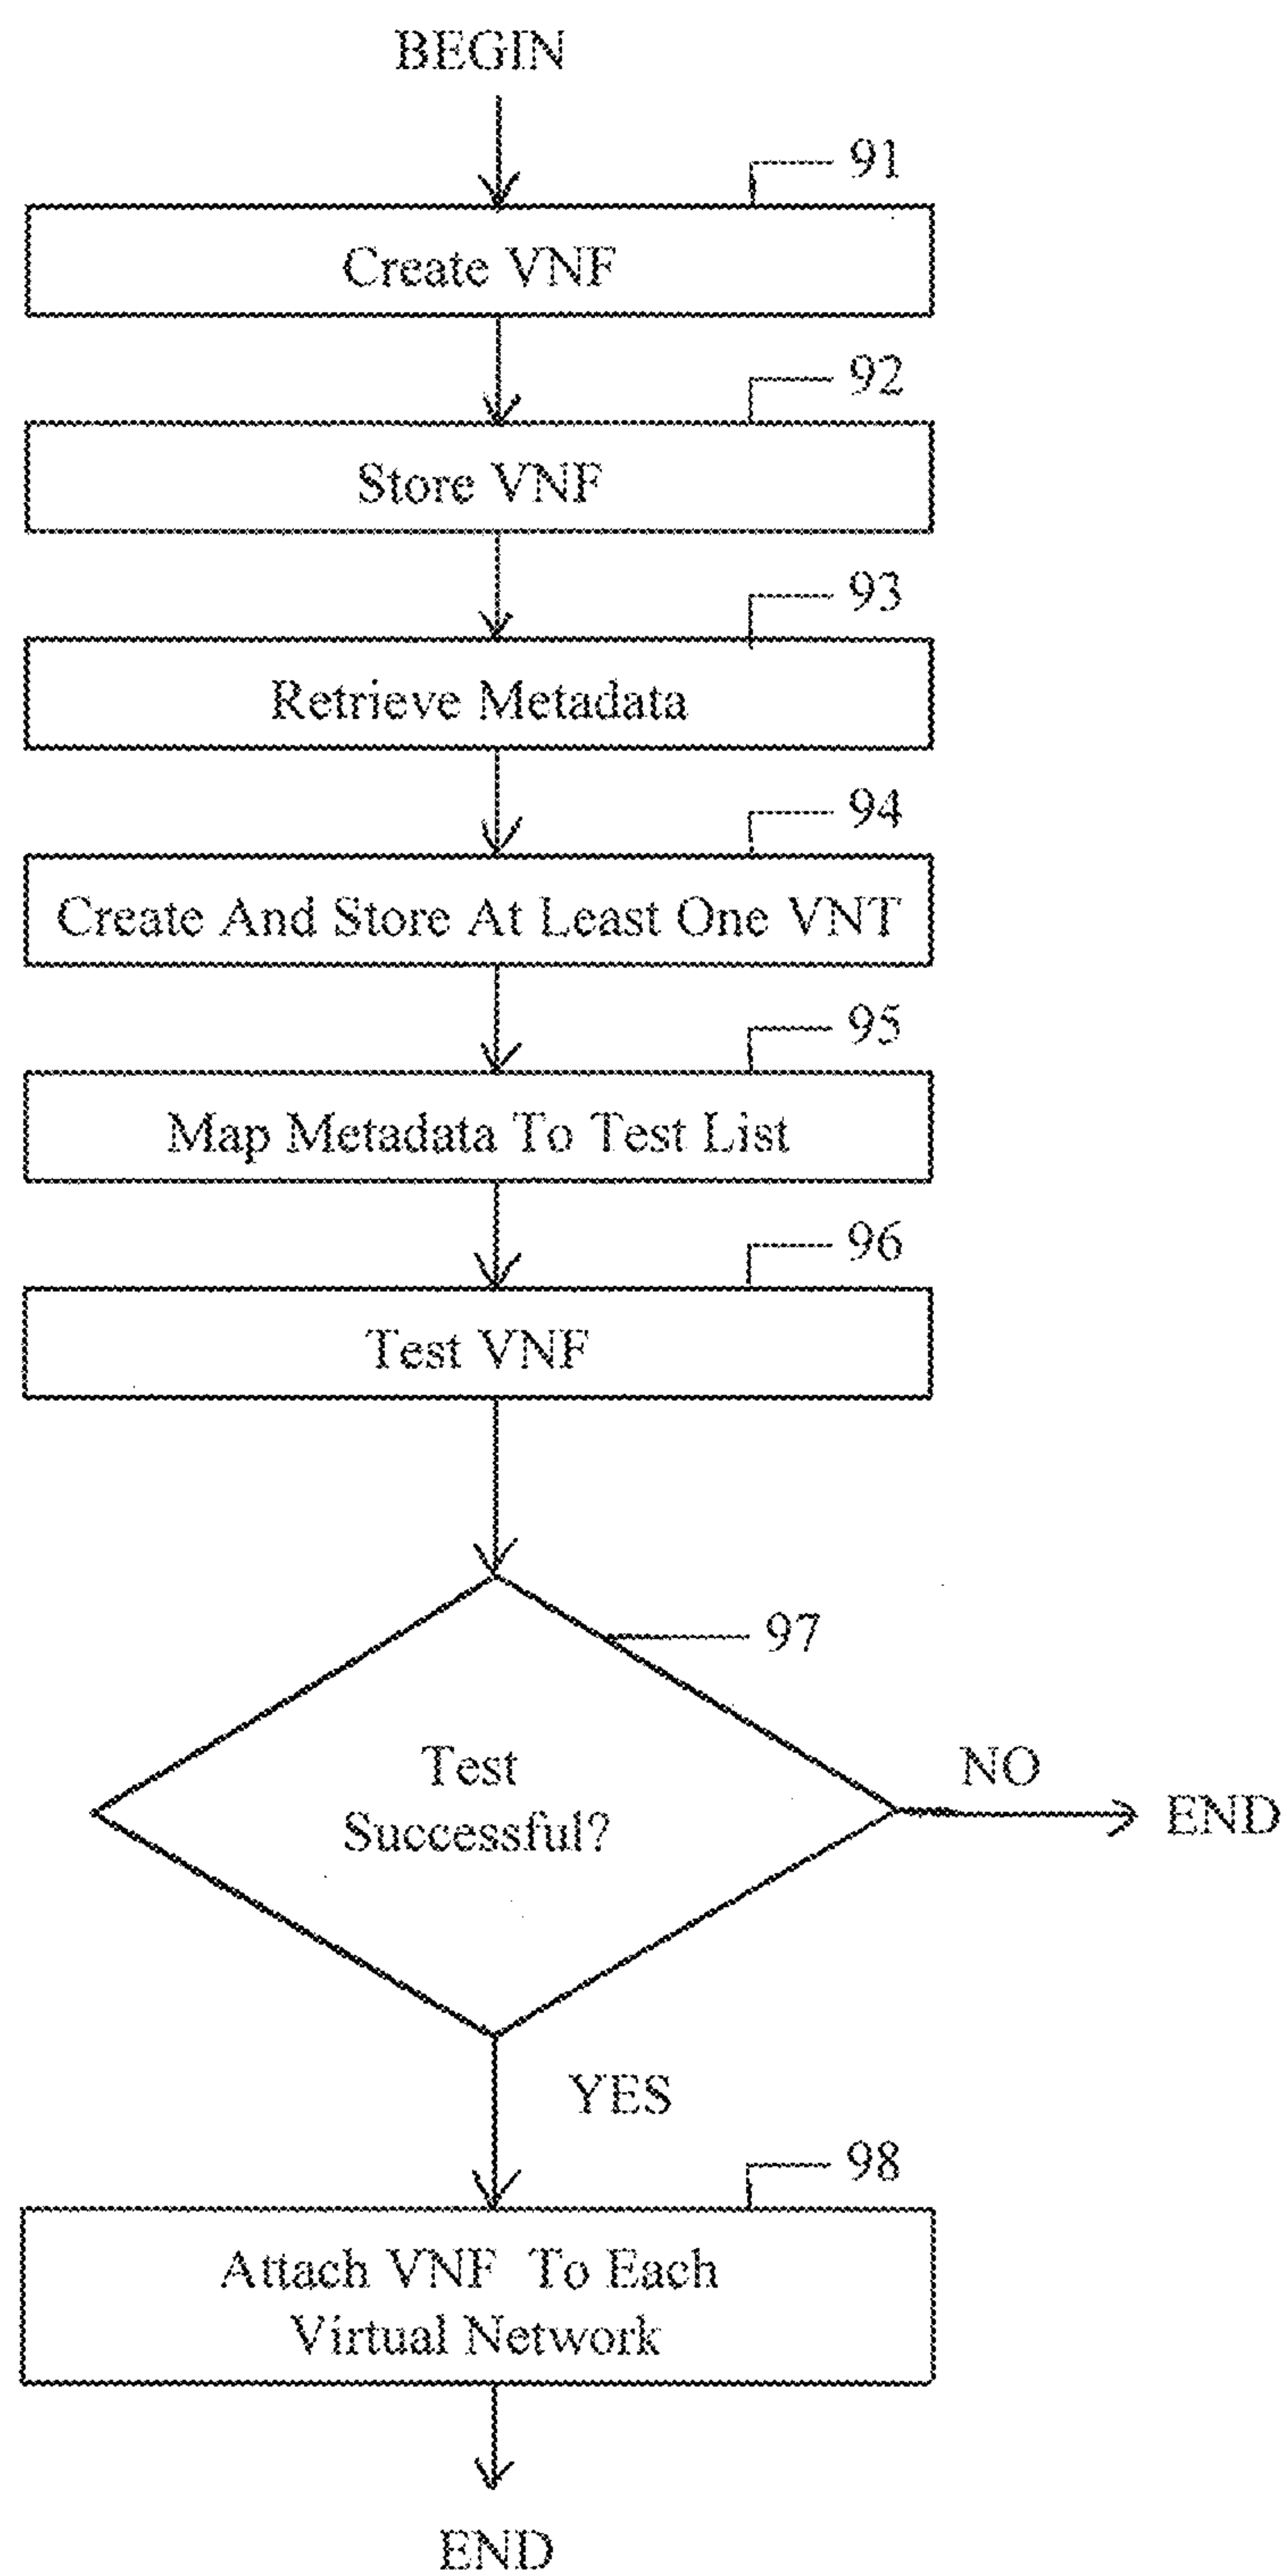 BEGIN
91
Create VNF
92
Store VNF
93
Retrieve Metadata
94
Create And Store At Least One VNT
95
Map Metadata To Test List
96
Test VNF
97
Test
Successful?
NO
END
YES
98
Attach VNF To Each
Virtual Network
END